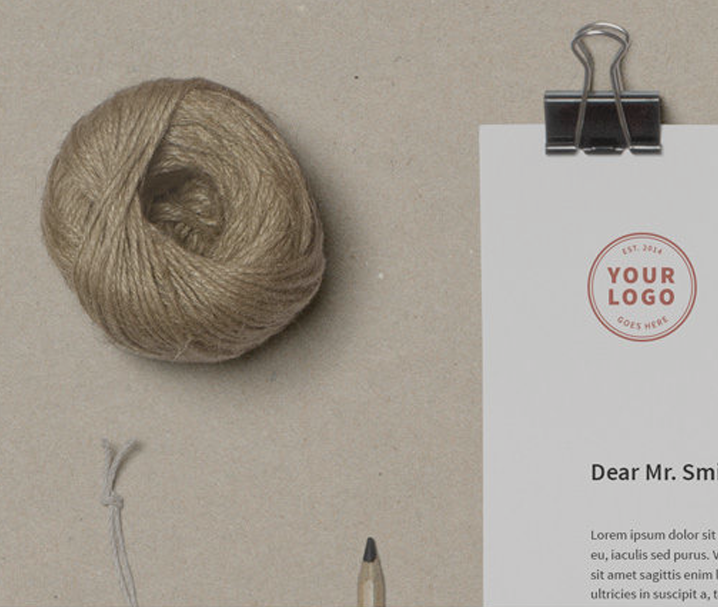 EST. 2014
YOUR
LOGO
GOES HERE
Dear Mr. Smi
Lorem ipsum dolor sit
eu, iaculis sed purus. V
sit amet sagittis enim l
ultricies in suscipit a, t